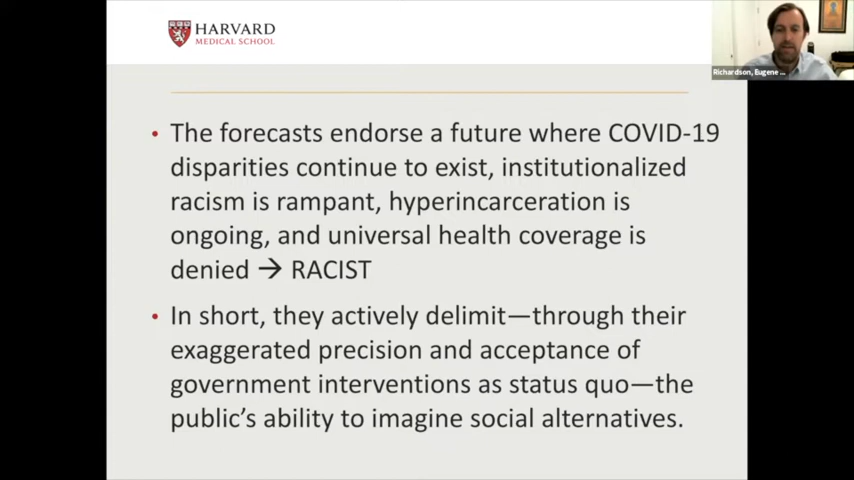 HARVARD
MEDICAL SCHOOL
Richardson, Eugene ...
• The forecasts endorse a future where COVID-19
disparities continue to exist, institutionalized
racism is rampant, hyperincarceration is
ongoing, and universal health coverage is
denied → RACIST
• In short, they actively delimit—through their
exaggerated precision and acceptance of
government interventions as status quo—the
public's ability to imagine social alternatives.